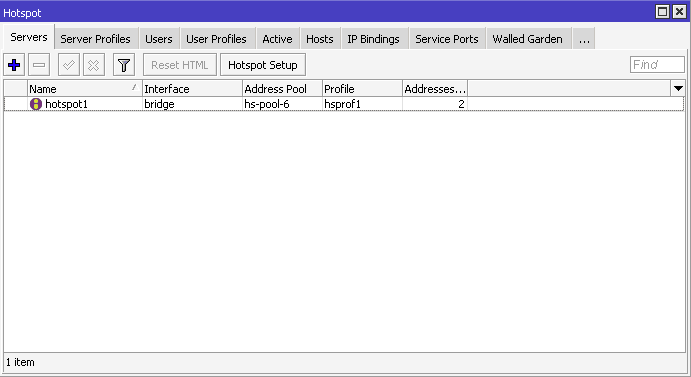 Hotspot
Servers Server Profiles Users User Profiles Active Hosts IP Bindings Service Ports Walled Garden ...
Reset HTML Hotspot Setup Find
Name Interface Address Pool Profile Addresses...
hotspot1 bridge hs-pool-6 hsprof1 2
1 item